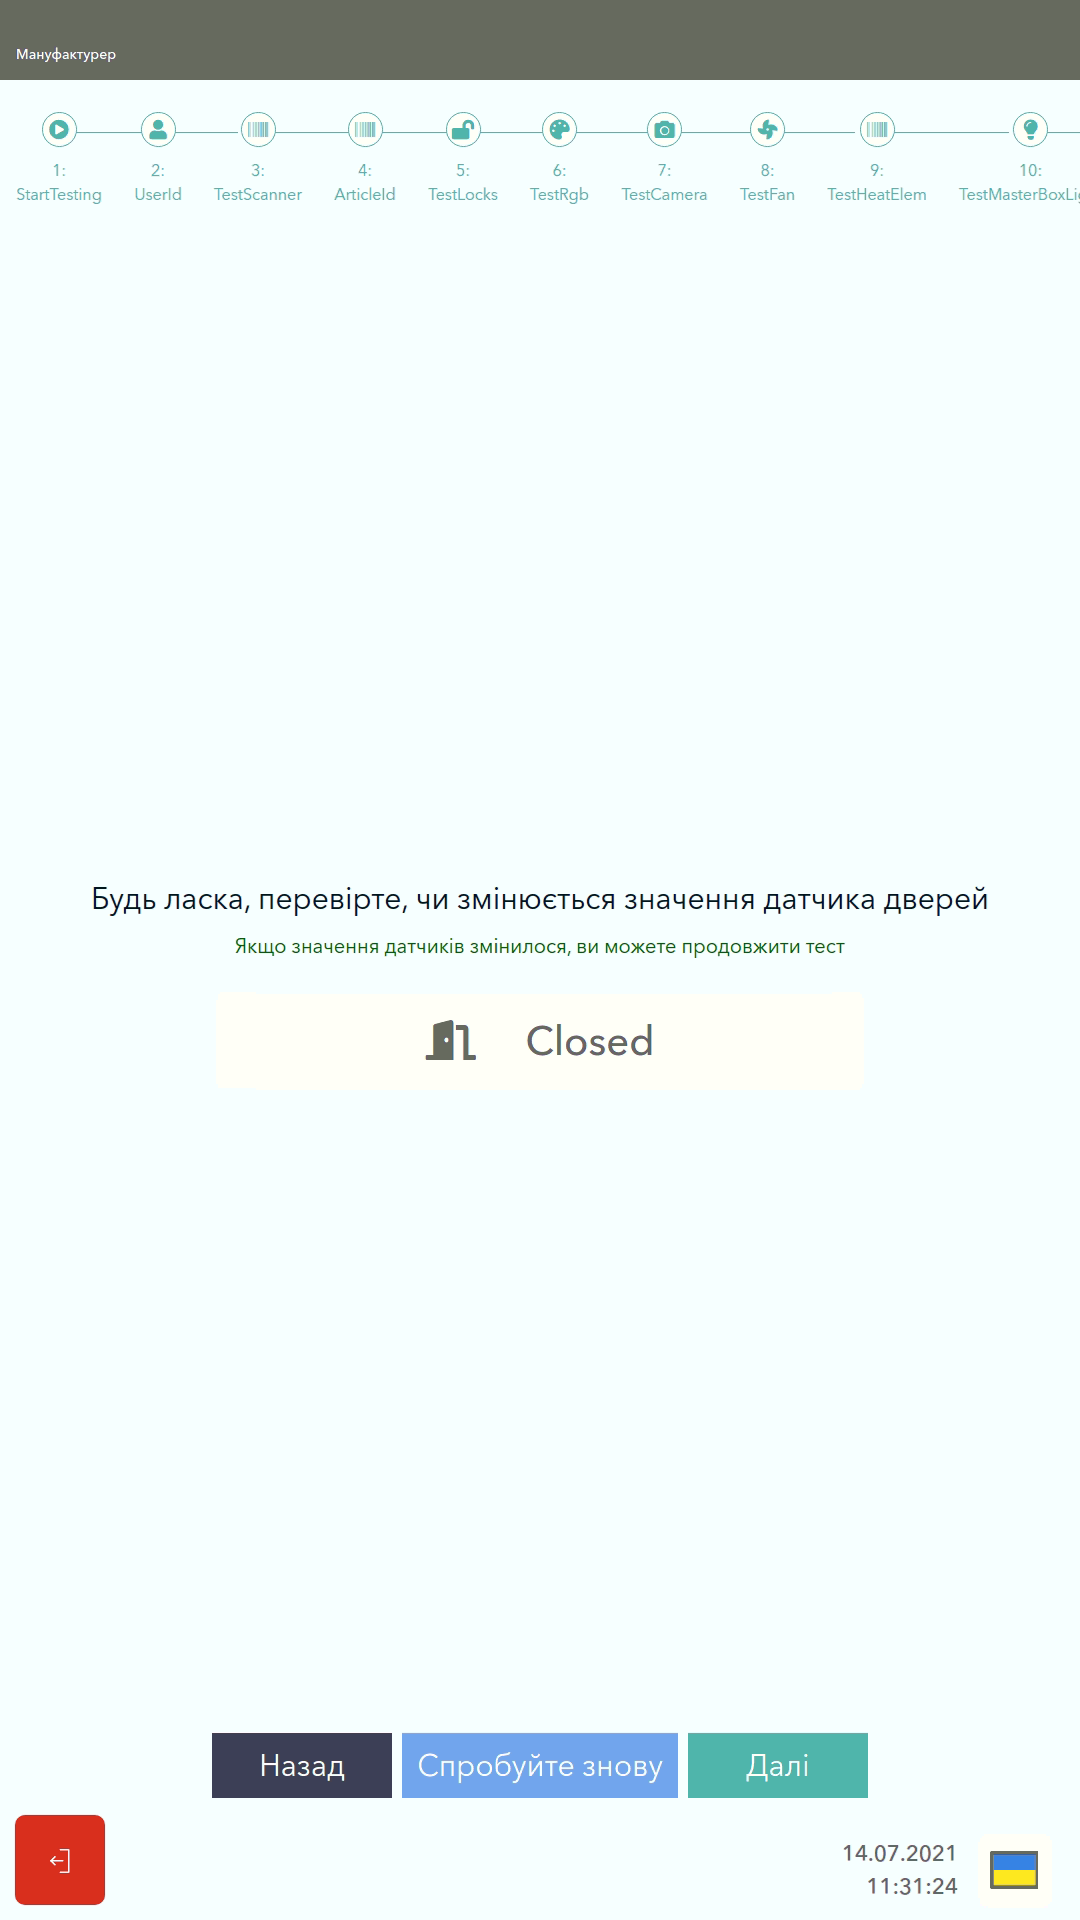 Мануфактурер
1:
StartTesting
2:
UserId
3:
TestScanner
4:
ArticleId
5:
TestLocks
6:
TestRgb
7:
TestCamera
8:
TestFan
9:
TestHeatElem
10:
TestMasterBoxLig
Будь ласка, перевірте, чи змінюється значення датчика дверей
Якщо значення датчиків змінилося, ви можете продовжити тест
Closed
Назад
Спробуйте знову
Далі
14.07.2021
11:31:24